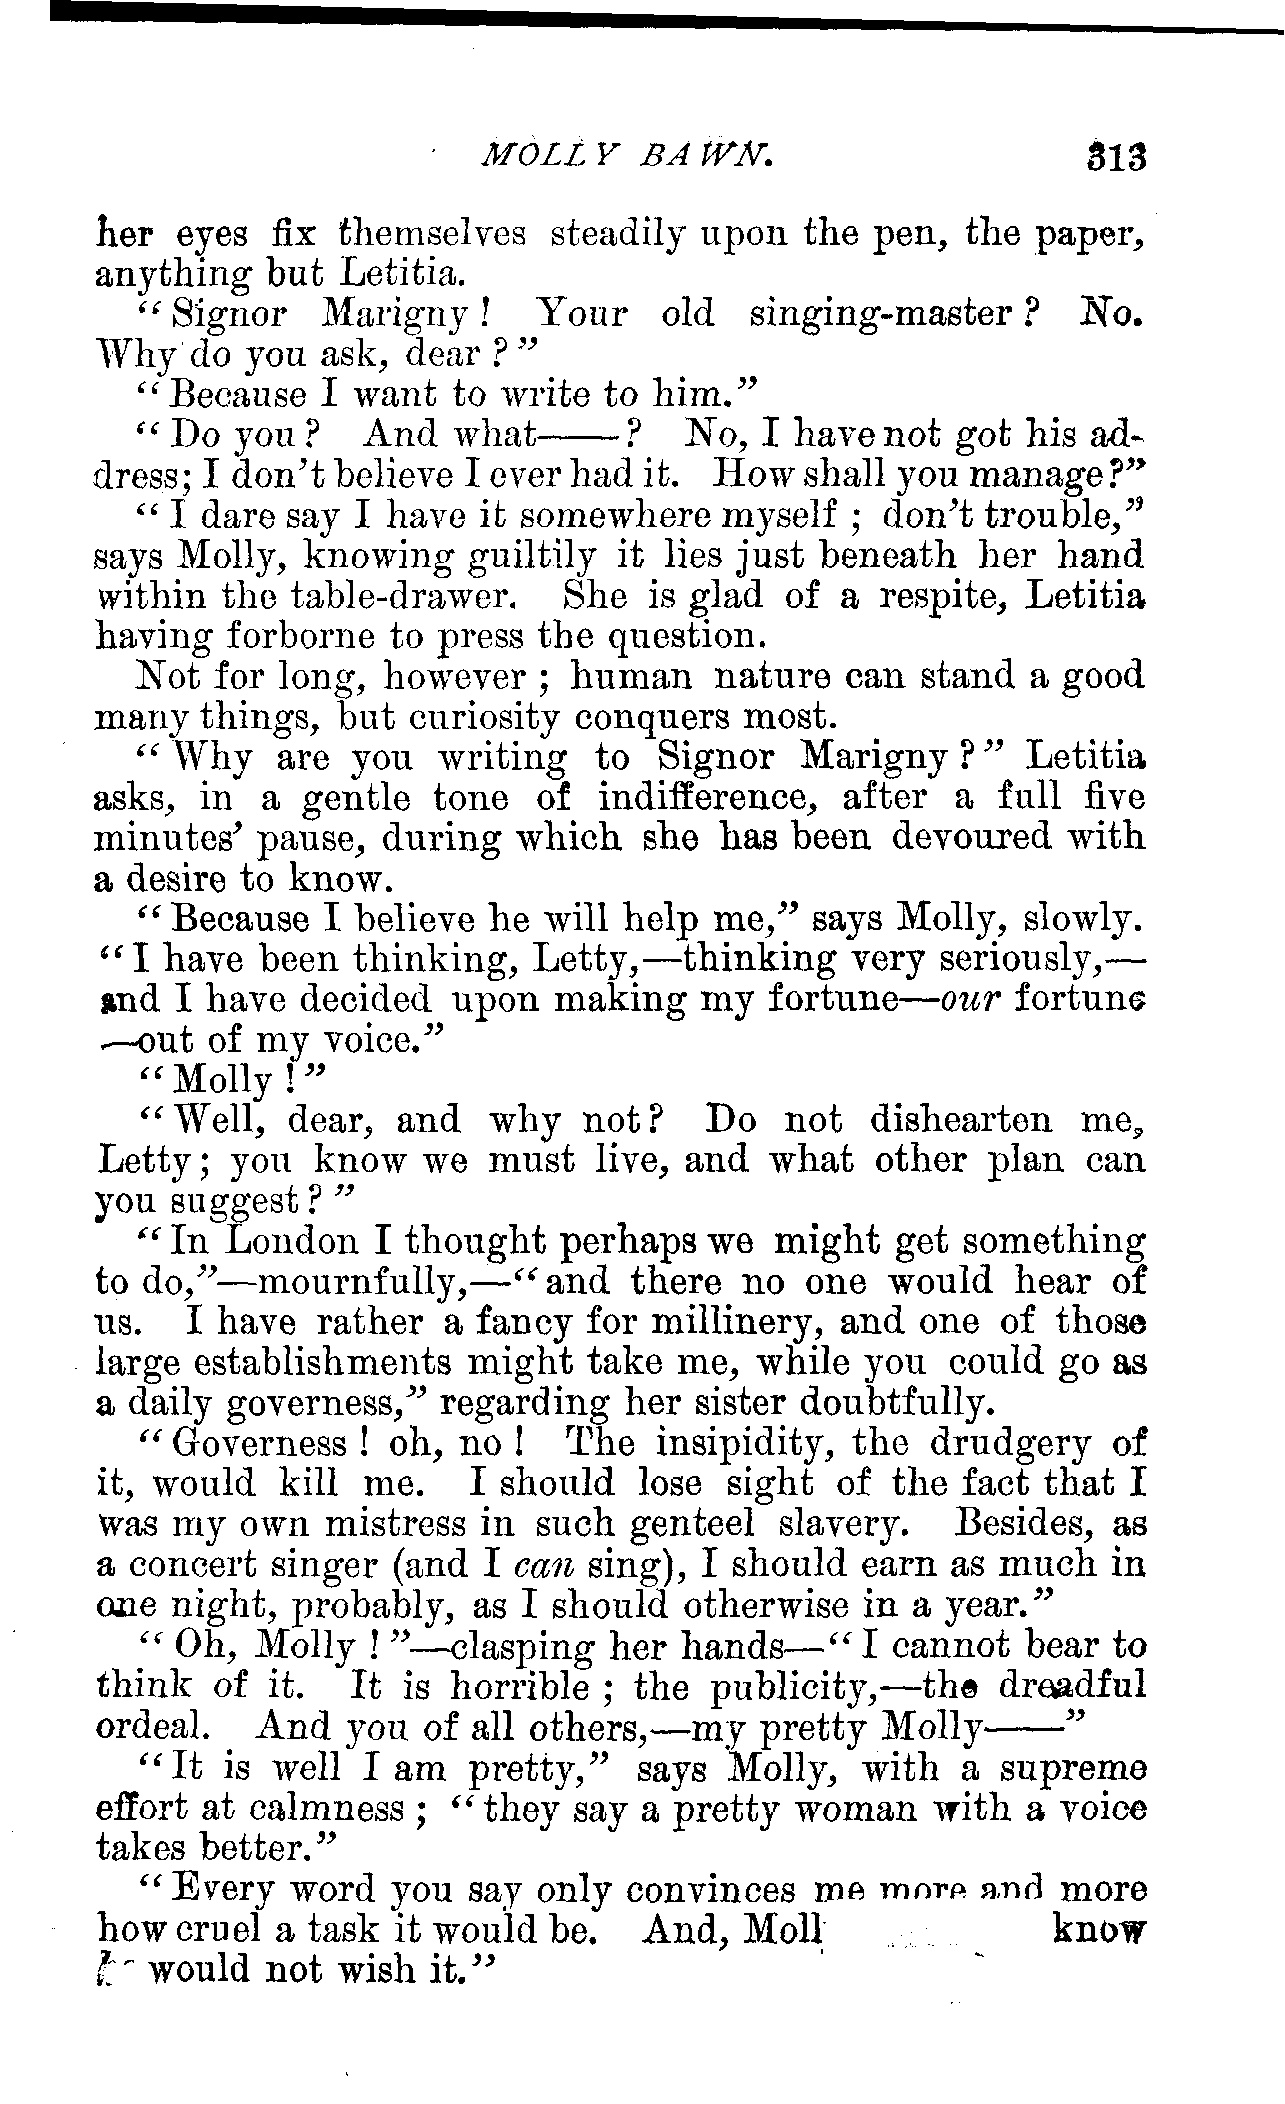 MOLLY BAWN. 313
her eyes fix themselves steadily upon the pen, the paper,
anything but Letitia.
“Signor Marigny! Your old singing-master? No.
Why do you ask, dear?”
“Because I want to write to him.”
“Do you? And what——? No, I have not got his ad-
dress; I don't believe I ever had it. How shall you manage?”
“I dare say I have it somewhere myself; don't trouble,”
says Molly, knowing guiltily it lies just beneath her hand
within the table-drawer. She is glad of a respite, Letitia
having forborne to press the question.
Not for long, however; human nature can stand a good
many things, but curiosity conquers most.
“Why are you writing to Signor Marigny?” Letitia
asks, in a gentle tone of indifference, after a full five
minutes' pause, during which she has been devoured with
a desire to know.
“Because I believe he will help me,” says Molly, slowly.
“I have been thinking, Letty,—thinking very seriously,—
and I have decided upon making my fortune—our fortune
—out of my voice.”
“Molly!”
“Well, dear, and why not? Do not dishearten me,
Letty; you know we must live, and what other plan can
you suggest?”
“In London I thought perhaps we might get something
to do,”—mournfully,—“and there no one would hear of
us. I have rather a fancy for millinery, and one of those
large establishments might take me, while you could go as
a daily governess,” regarding her sister doubtfully.
“Governess! oh, no! The insipidity, the drudgery of
it, would kill me. I should lose sight of the fact that I
was my own mistress in such genteel slavery. Besides, as
a concert singer (and I can sing), I should earn as much in
one night, probably, as I should otherwise in a year.”
“Oh, Molly!”—clasping her hands—“I cannot bear to
think of it. It is horrible; the publicity,—the dreadful
ordeal. And you of all others,—my pretty Molly——”
“It is well I am pretty,” says Molly, with a supreme
effort at calmness; “they say a pretty woman with a voice
takes better.”
“Every word you say only convinces me more and more
how cruel a task it would be. And, Moll know
would not wish it.”